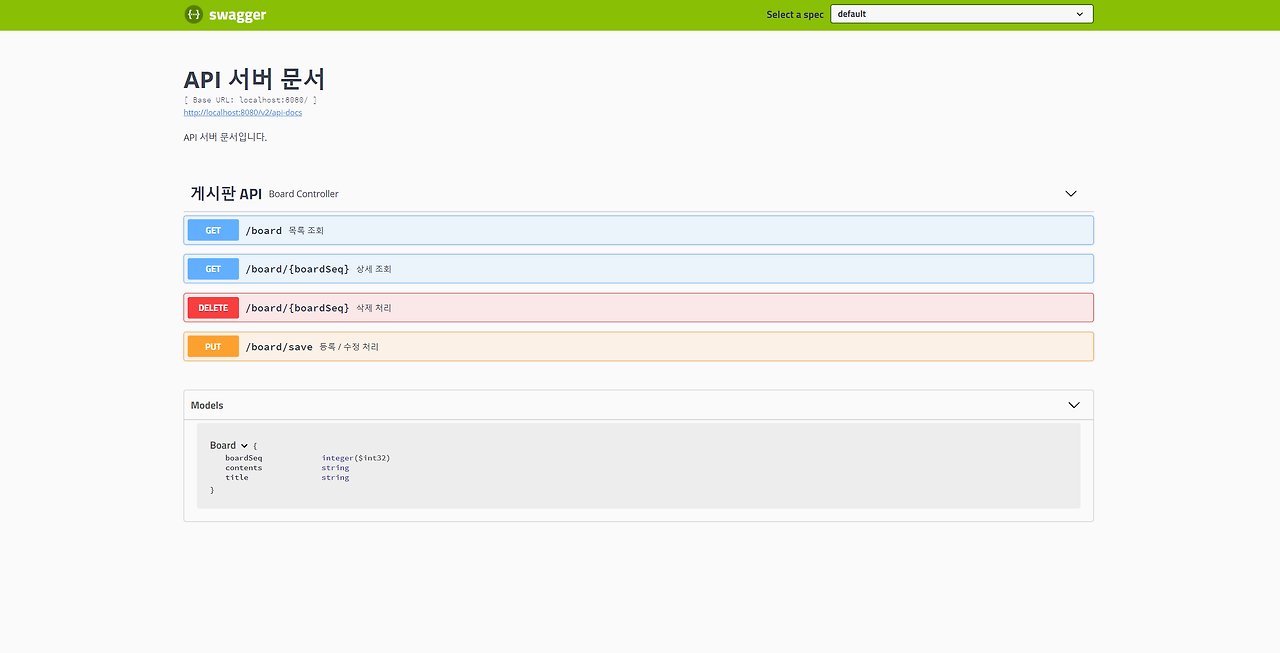 swagger
Select a spec default
API 서버 문서
[ Base URL: localhost:8080/ ]
http://localhost:8080/v2/api-docs
API 서버 문서입니다.
게시판 API Board Controller
GET /board 목록 조회
GET /board/{boardSeq} 상세 조회
DELETE /board/{boardSeq} 삭제 처리
PUT /board/save 등록 / 수정 처리
Models
Board {
boardSeq integer($int32)
contents string
title string
}